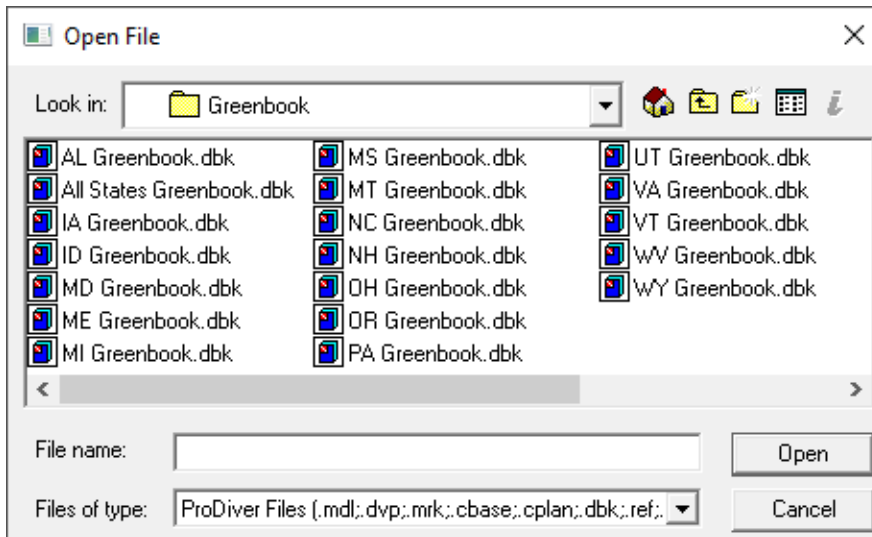 Open File
Look in: Greenbook
AL Greenbook.dbk
All States Greenbook.dbk
IA Greenbook.dbk
ID Greenbook.dbk
MD Greenbook.dbk
ME Greenbook.dbk
MI Greenbook.dbk
MS Greenbook.dbk
MT Greenbook.dbk
NC Greenbook.dbk
NH Greenbook.dbk
OH Greenbook.dbk
OR Greenbook.dbk
PA Greenbook.dbk
UT Greenbook.dbk
VA Greenbook.dbk
VT Greenbook.dbk
WV Greenbook.dbk
WY Greenbook.dbk
File name:
Open
Files of type: ProDiver Files (.mdl;.dvp;.mrk;.cbase;.cplan;.dbk;.ref;.
Cancel